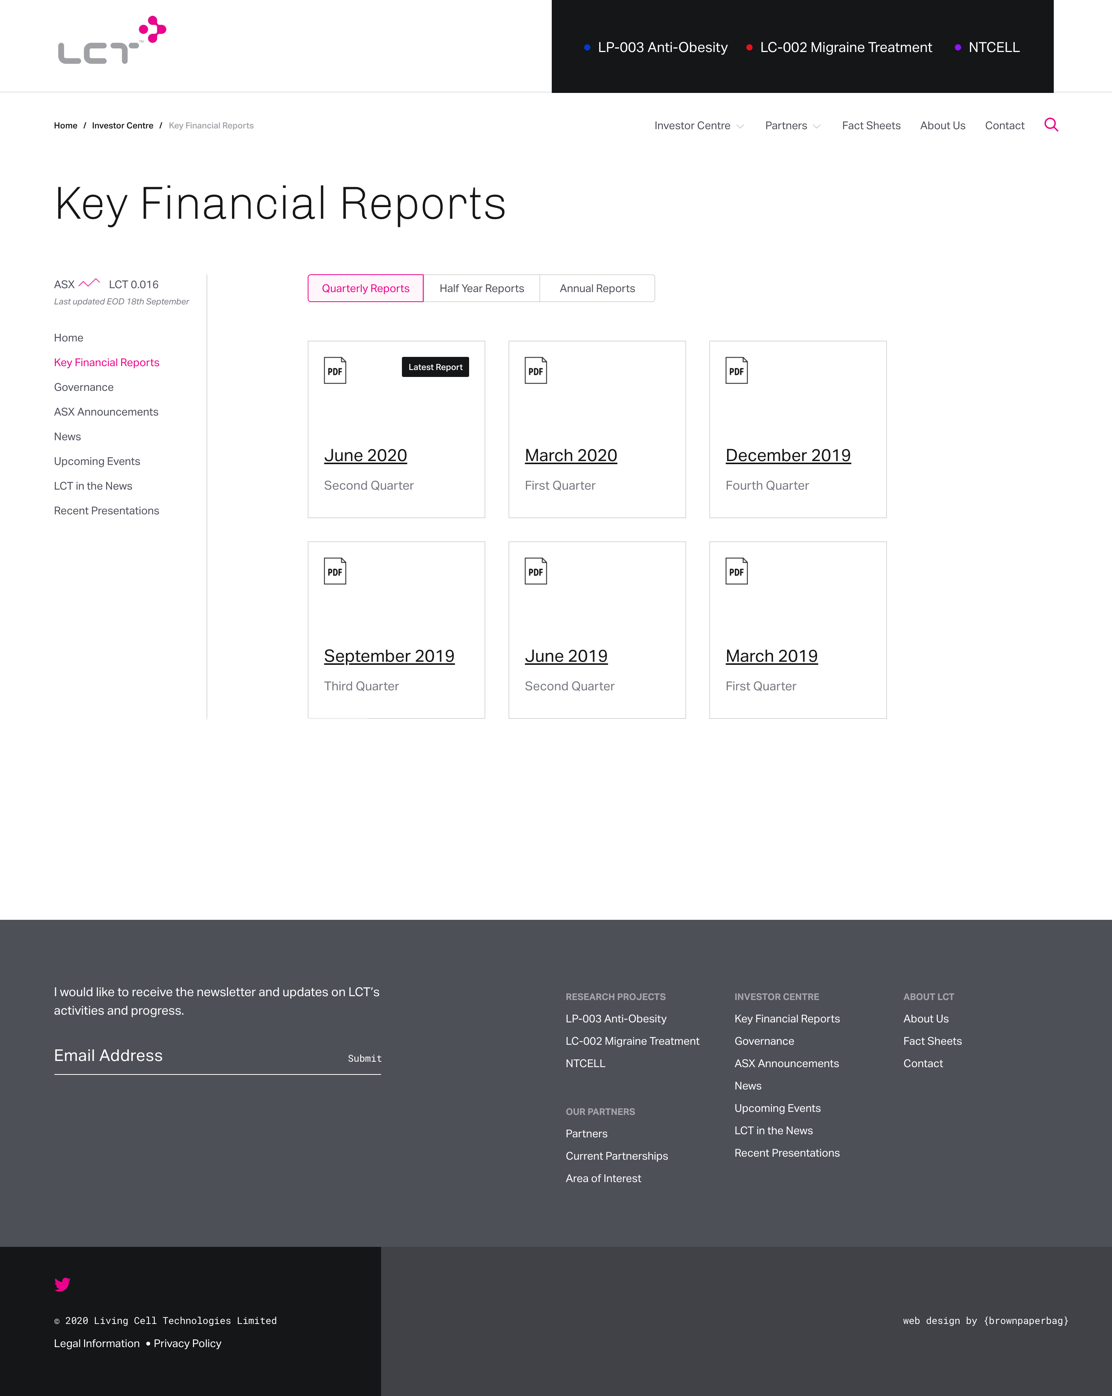 LCT
LP-003 Anti-Obesity LC-002 Migraine Treatment NTCELL
Home / Investor Centre / Key Financial Reports
Investor Centre Partners Fact Sheets About Us Contact
Key Financial Reports
ASX LCT 0.016
Last updated EOD 18th September
Home
Key Financial Reports
Governance
ASX Announcements
News
Upcoming Events
LCT in the News
Recent Presentations
Quarterly Reports Half Year Reports Annual Reports
PDF Latest Report
June 2020
Second Quarter
PDF
March 2020
First Quarter
PDF
December 2019
Fourth Quarter
PDF
September 2019
Third Quarter
PDF
June 2019
Second Quarter
PDF
March 2019
First Quarter
I would like to receive the newsletter and updates on LCT’s
activities and progress.
Email Address Submit
RESEARCH PROJECTS
LP-003 Anti-Obesity
LC-002 Migraine Treatment
NTCELL
OUR PARTNERS
Partners
Current Partnerships
Area of Interest
INVESTOR CENTRE
Key Financial Reports
Governance
ASX Announcements
News
Upcoming Events
LCT in the News
Recent Presentations
ABOUT LCT
About Us
Fact Sheets
Contact
© 2020 Living Cell Technologies Limited
Legal Information • Privacy Policy
web design by {brownpaperbag}